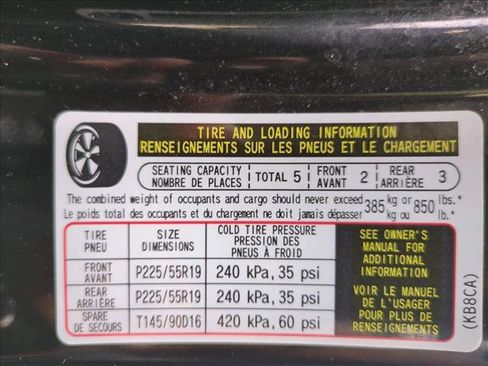 TIRE AND LOADING INFORMATION
RENSEIGNEMENTS SUR LES PNEUS ET LE CHARGEMENT
SEATING CAPACITY
NOMBRE DE PLACES
TOTAL 5
FRONT
AVANT
2
REAR
ARRIÈRE
3
The combined weight of occupants and cargo should never exceed
Le poids total des occupants et du chargement ne doit jamais dépasser
385
kg or
kg ou
850
lbs.*
lb.*
TIRE
PNEU
SIZE
DIMENSIONS
COLD TIRE PRESSURE
PRESSION DES
PNEUS À FROID
FRONT
AVANT
P225/55R19
240 kPa, 35 psi
REAR
ARRIÈRE
P225/55R19
240 kPa, 35 psi
SPARE
DE SECOURS
T145/90D16
420 kPa, 60 psi
SEE OWNER'S
MANUAL FOR
ADDITIONAL
INFORMATION
VOIR LE MANUEL
DE L'USAGER
POUR PLUS DE
RENSEIGNEMENTS
(KB8CA)